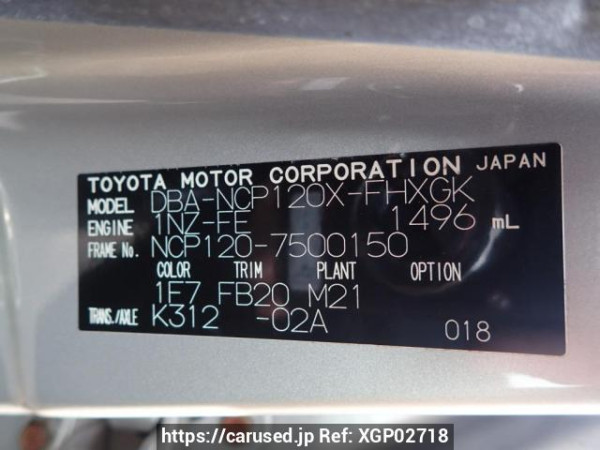 TOYOTA MOTOR CORPORATION JAPAN
MODEL DBA-NCP120X-FHXGK
ENGINE 1NZ-FE 1496 mL
FRAME No. NCP120-7500150
COLOR TRIM PLANT OPTION
1F7 FB20 M21
TRANS./AXLE K312 -02A 018
https://carused.jp Ref: XGP02718